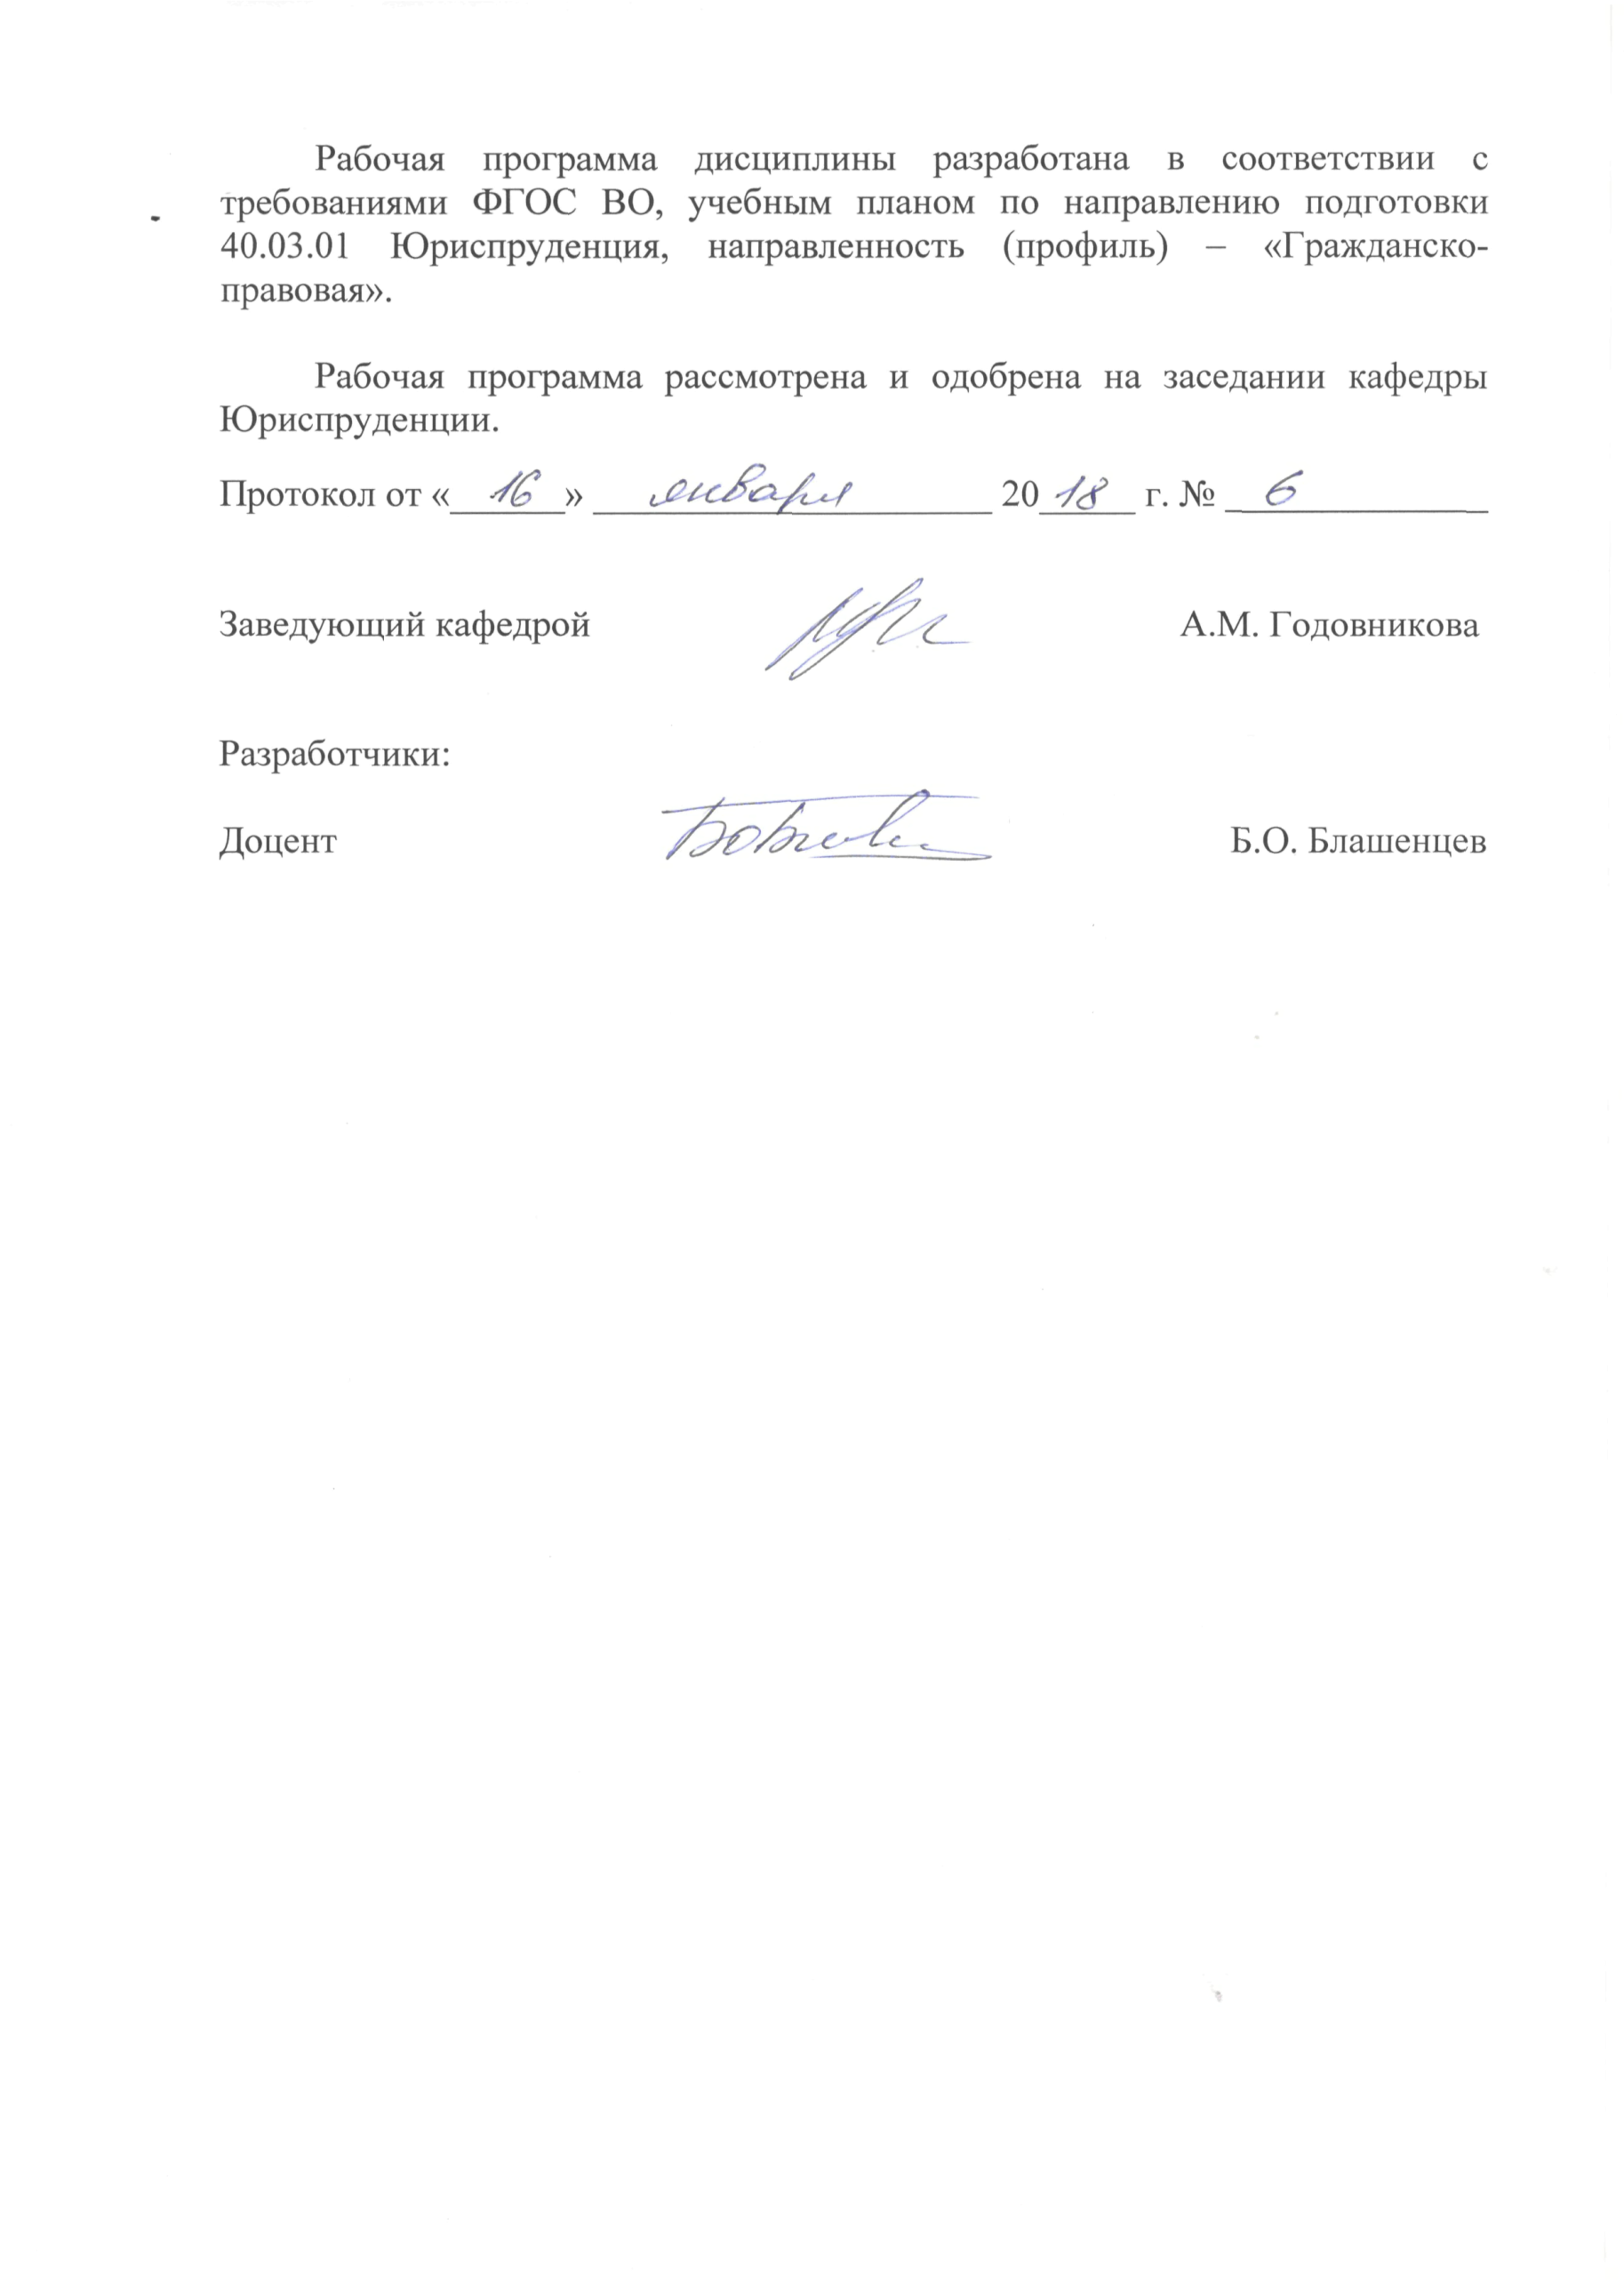 Рабочая программа дисциплины разработана в соответствии с
требованиями ФГОС ВО, учебным планом по направлению подготовки
40.03.01 Юриспруденция, направленность (профиль) – «Гражданско-
правовая».
Рабочая программа рассмотрена и одобрена на заседании кафедры
Юриспруденции.
Протокол от « 16 » января 2018 г. № 6
Заведующий кафедрой А.М. Годовникова
Разработчики:
Доцент Б.О. Блашенцев